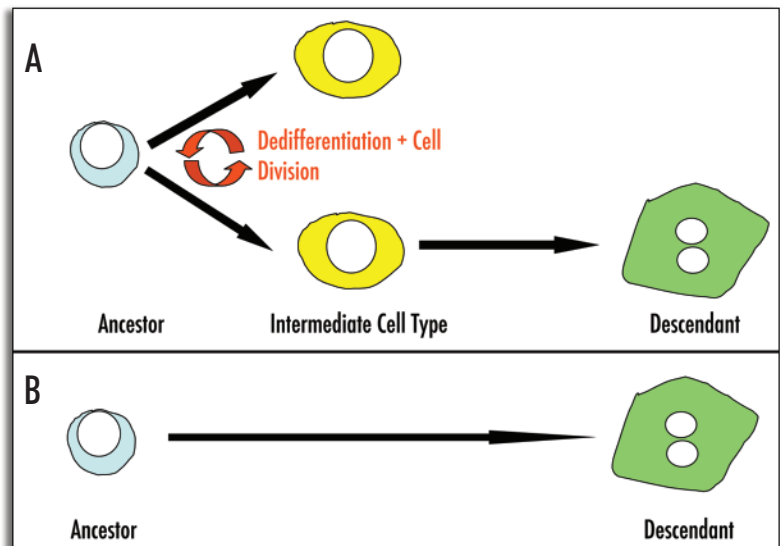 A
Dedifferentiation + Cell
Division
Ancestor Intermediate Cell Type Descendant
B
Ancestor Descendant